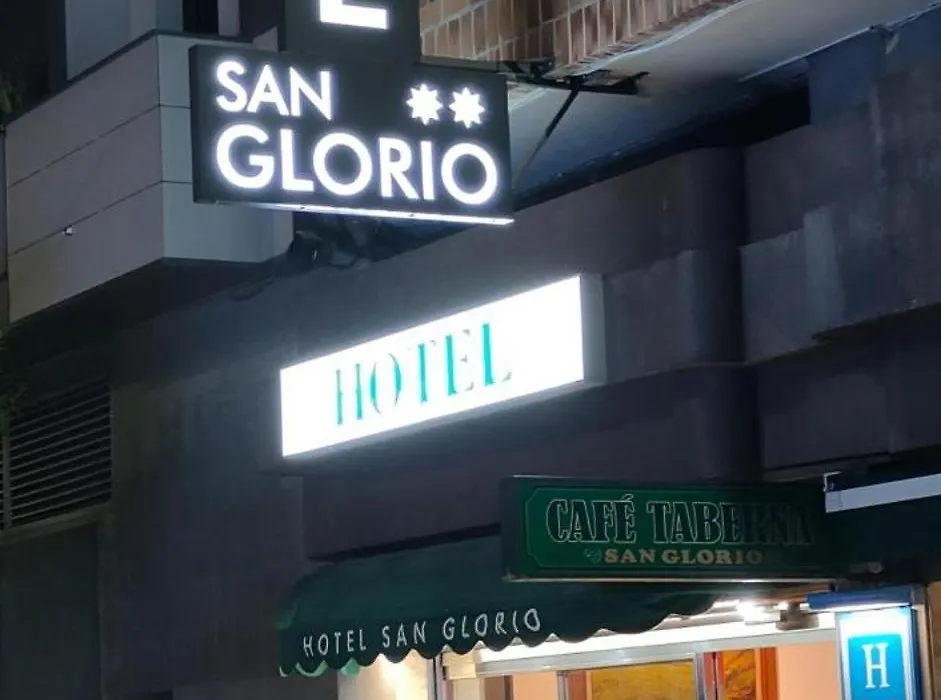 SAN
GLORIO
HOTEL
CAFÉ TABERNA
SAN GLORIO
HOTEL SAN GLORIO
H